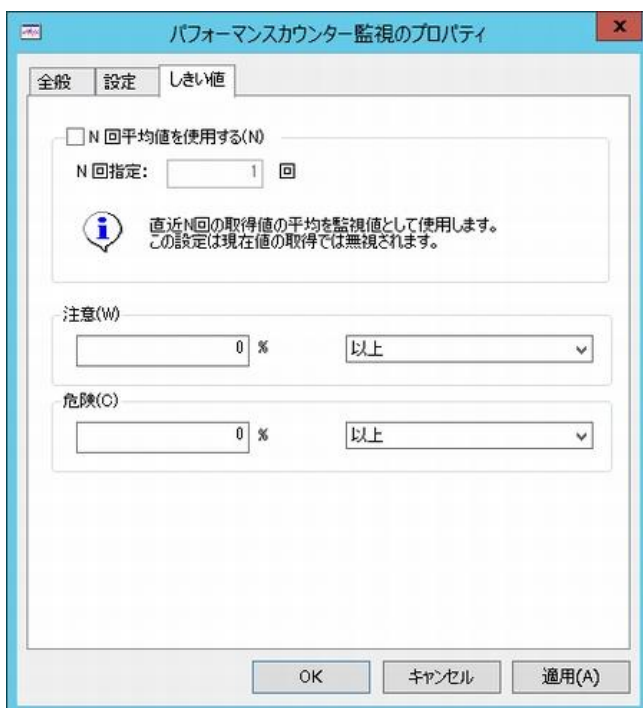 パフォーマンスカウンター監視のプロパティ
x
全般 設定 しきい値
N 回平均値を使用する(N)
N 回指定: 1 回
直近N回の取得値の平均を監視値として使用します。
この設定は現在値の取得では無視されます。
注意(W)
0 % 以上
危険(C)
0 % 以上
OK キャンセル 適用(A)